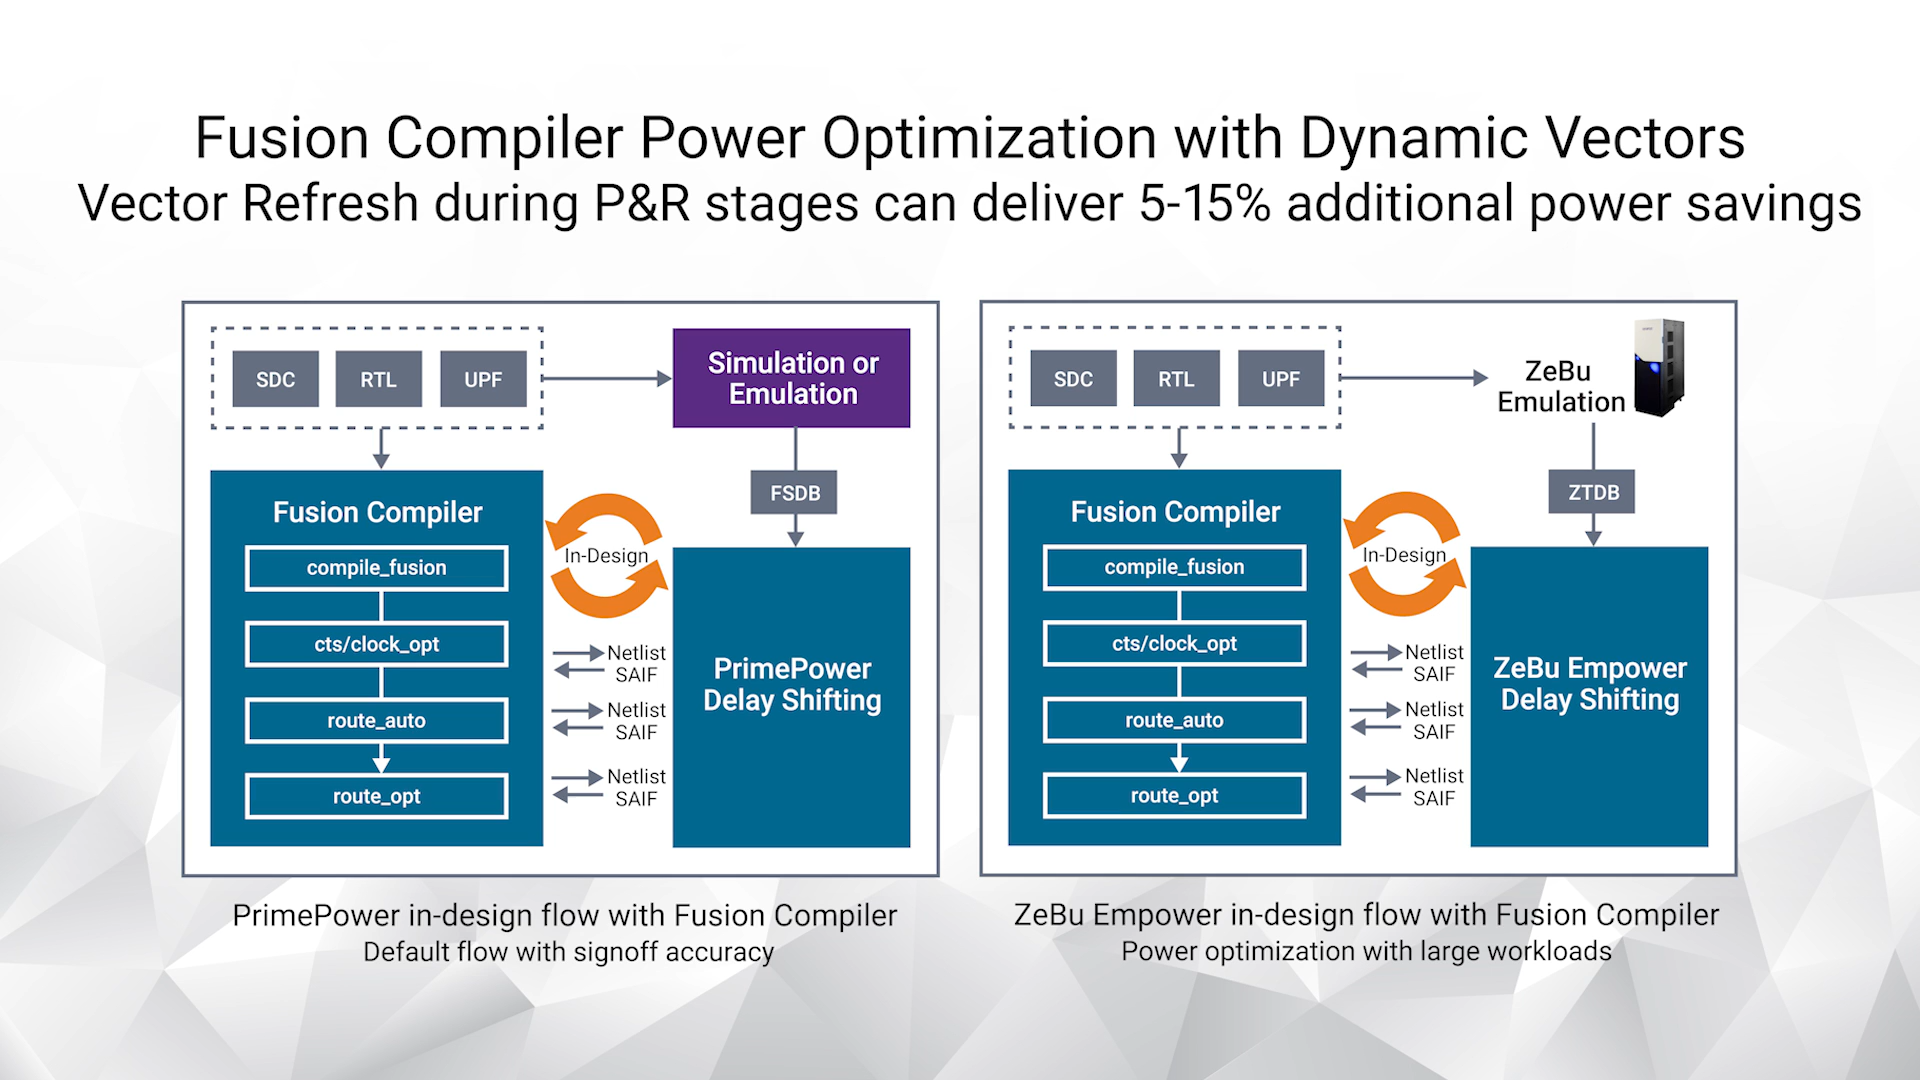 Fusion Compiler Power Optimization with Dynamic Vectors
Vector Refresh during P&R stages can deliver 5-15% additional power savings
SDC
RTL
UPF
Simulation or
Emulation
FSDB
Fusion Compiler
compile_fusion
cts/clock_opt
route_auto
route_opt
In-Design
Netlist
SAIF
Netlist
SAIF
Netlist
SAIF
PrimePower
Delay Shifting
PrimePower in-design flow with Fusion Compiler
Default flow with signoff accuracy
SDC
RTL
UPF
ZeBu
Emulation
ZTDB
Fusion Compiler
compile_fusion
cts/clock_opt
route_auto
route_opt
In-Design
Netlist
SAIF
Netlist
SAIF
Netlist
SAIF
ZeBu Empower
Delay Shifting
ZeBu Empower in-design flow with Fusion Compiler
Power optimization with large workloads